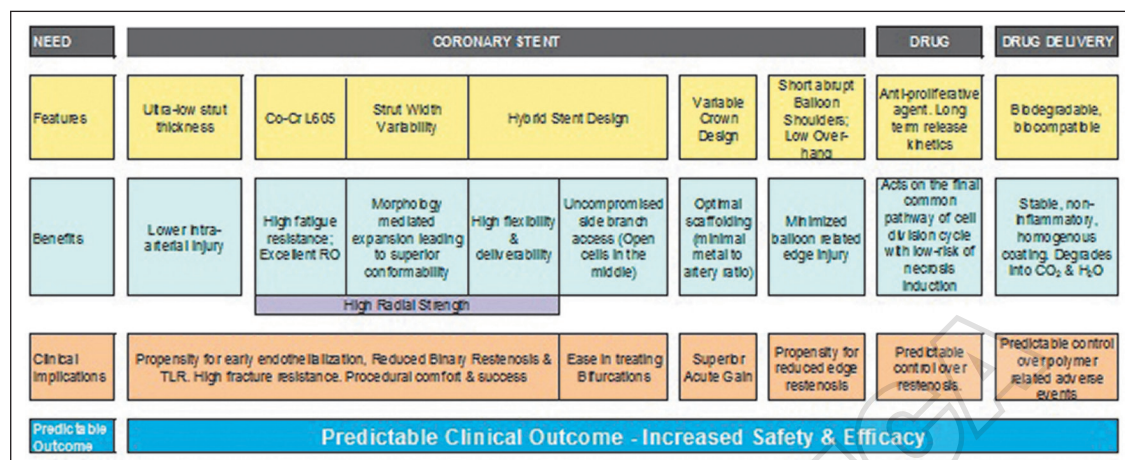 NEED
CORONARY STENT
DRUG
DRUG DELIVERY
Features
Ultra-low strut
thickness
Co-Cr L605
Strut Width
Variability
Hybrid Stent Design
Variable
Crown
Design
Short abrupt
Balloon
Shoulders;
Low Over-
hang
Anti-proliferative
agent. Long
term release
kinetics
Biodegradable,
biocompatible
Benefits
Lower intra-
arterial injury
High fatigue
resistance;
Excellent RO
Morphology
mediated
expansion leading
to superior
conformability
High flexibility
&
deliverability
Uncompromised
side branch
access (Open
cells in the
middle)
Optimal
scaffolding
(minimal
metal to
artery ratio)
Minimized
balloon related
edge injury
Acts on the final
common
pathway of cell
division cycle
with low-risk of
necrosis
induction
Stable, non-
inflammatory,
homogenous
coating. Degrades
into CO₂ & H₂O
High Radial Strength
Clinical
Implications
Propensity for early endothelialization, Reduced Binary Restenosis &
TLR. High fracture resistance. Procedural comfort & success
Ease in treating
Bifurcations
Superior
Acute Gain
Propensity for
reduced edge
restenosis
Predictable
control over
restenosis.
Predictable control
over polymer
related adverse
events
Predictable
Outcome
Predictable Clinical Outcome - Increased Safety & Efficacy